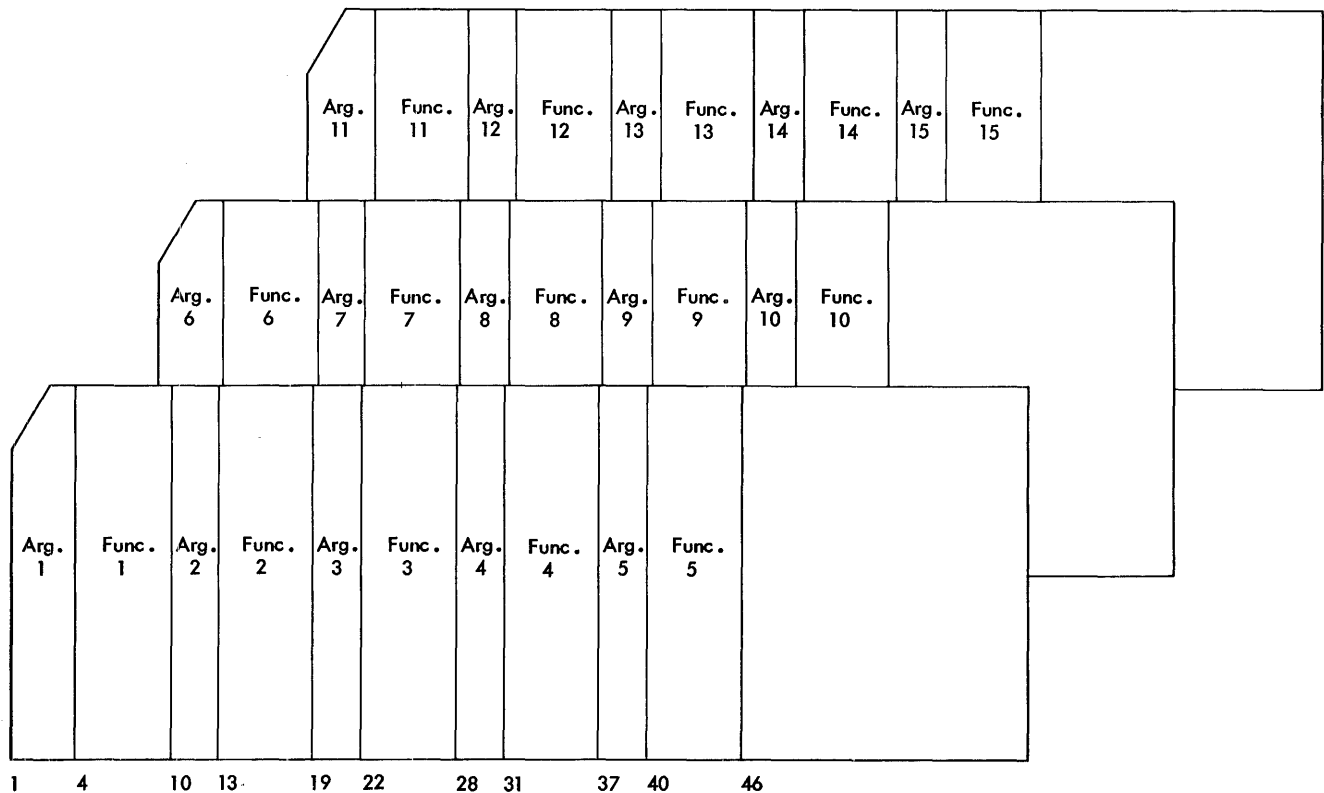 Arg. Func. Arg. Func. Arg. Func. Arg. Func. Arg. Func.
11 11 12 12 13 13 14 14 15 15
Arg. Func. Arg. Func. Arg. Func. Arg. Func. Arg. Func.
6 6 7 7 8 8 9 9 10 10
Arg. Func. Arg. Func. Arg. Func. Arg. Func. Arg. Func.
1 1 2 2 3 3 4 4 5 5
1 4 10 13 19 22 28 31 37 40 46